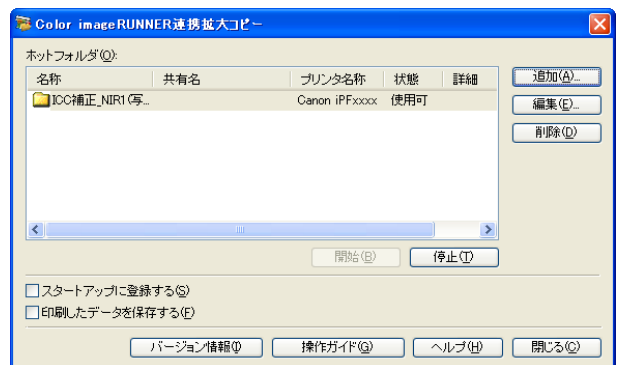 Color imageRUNNER連携拡大コピー
ホットフォルダ(O):
名称 共有名 プリンタ名称 状態 詳細
ICC補正_NIR1(写... Canon iPFxxxx 使用可
追加(A)...
編集(E)...
削除(D)
開始(B) 停止(T)
スタートアップに登録する(S)
印刷したデータを保存する(F)
バージョン情報(I) 操作ガイド(G) ヘルプ(H) 閉じる(C)